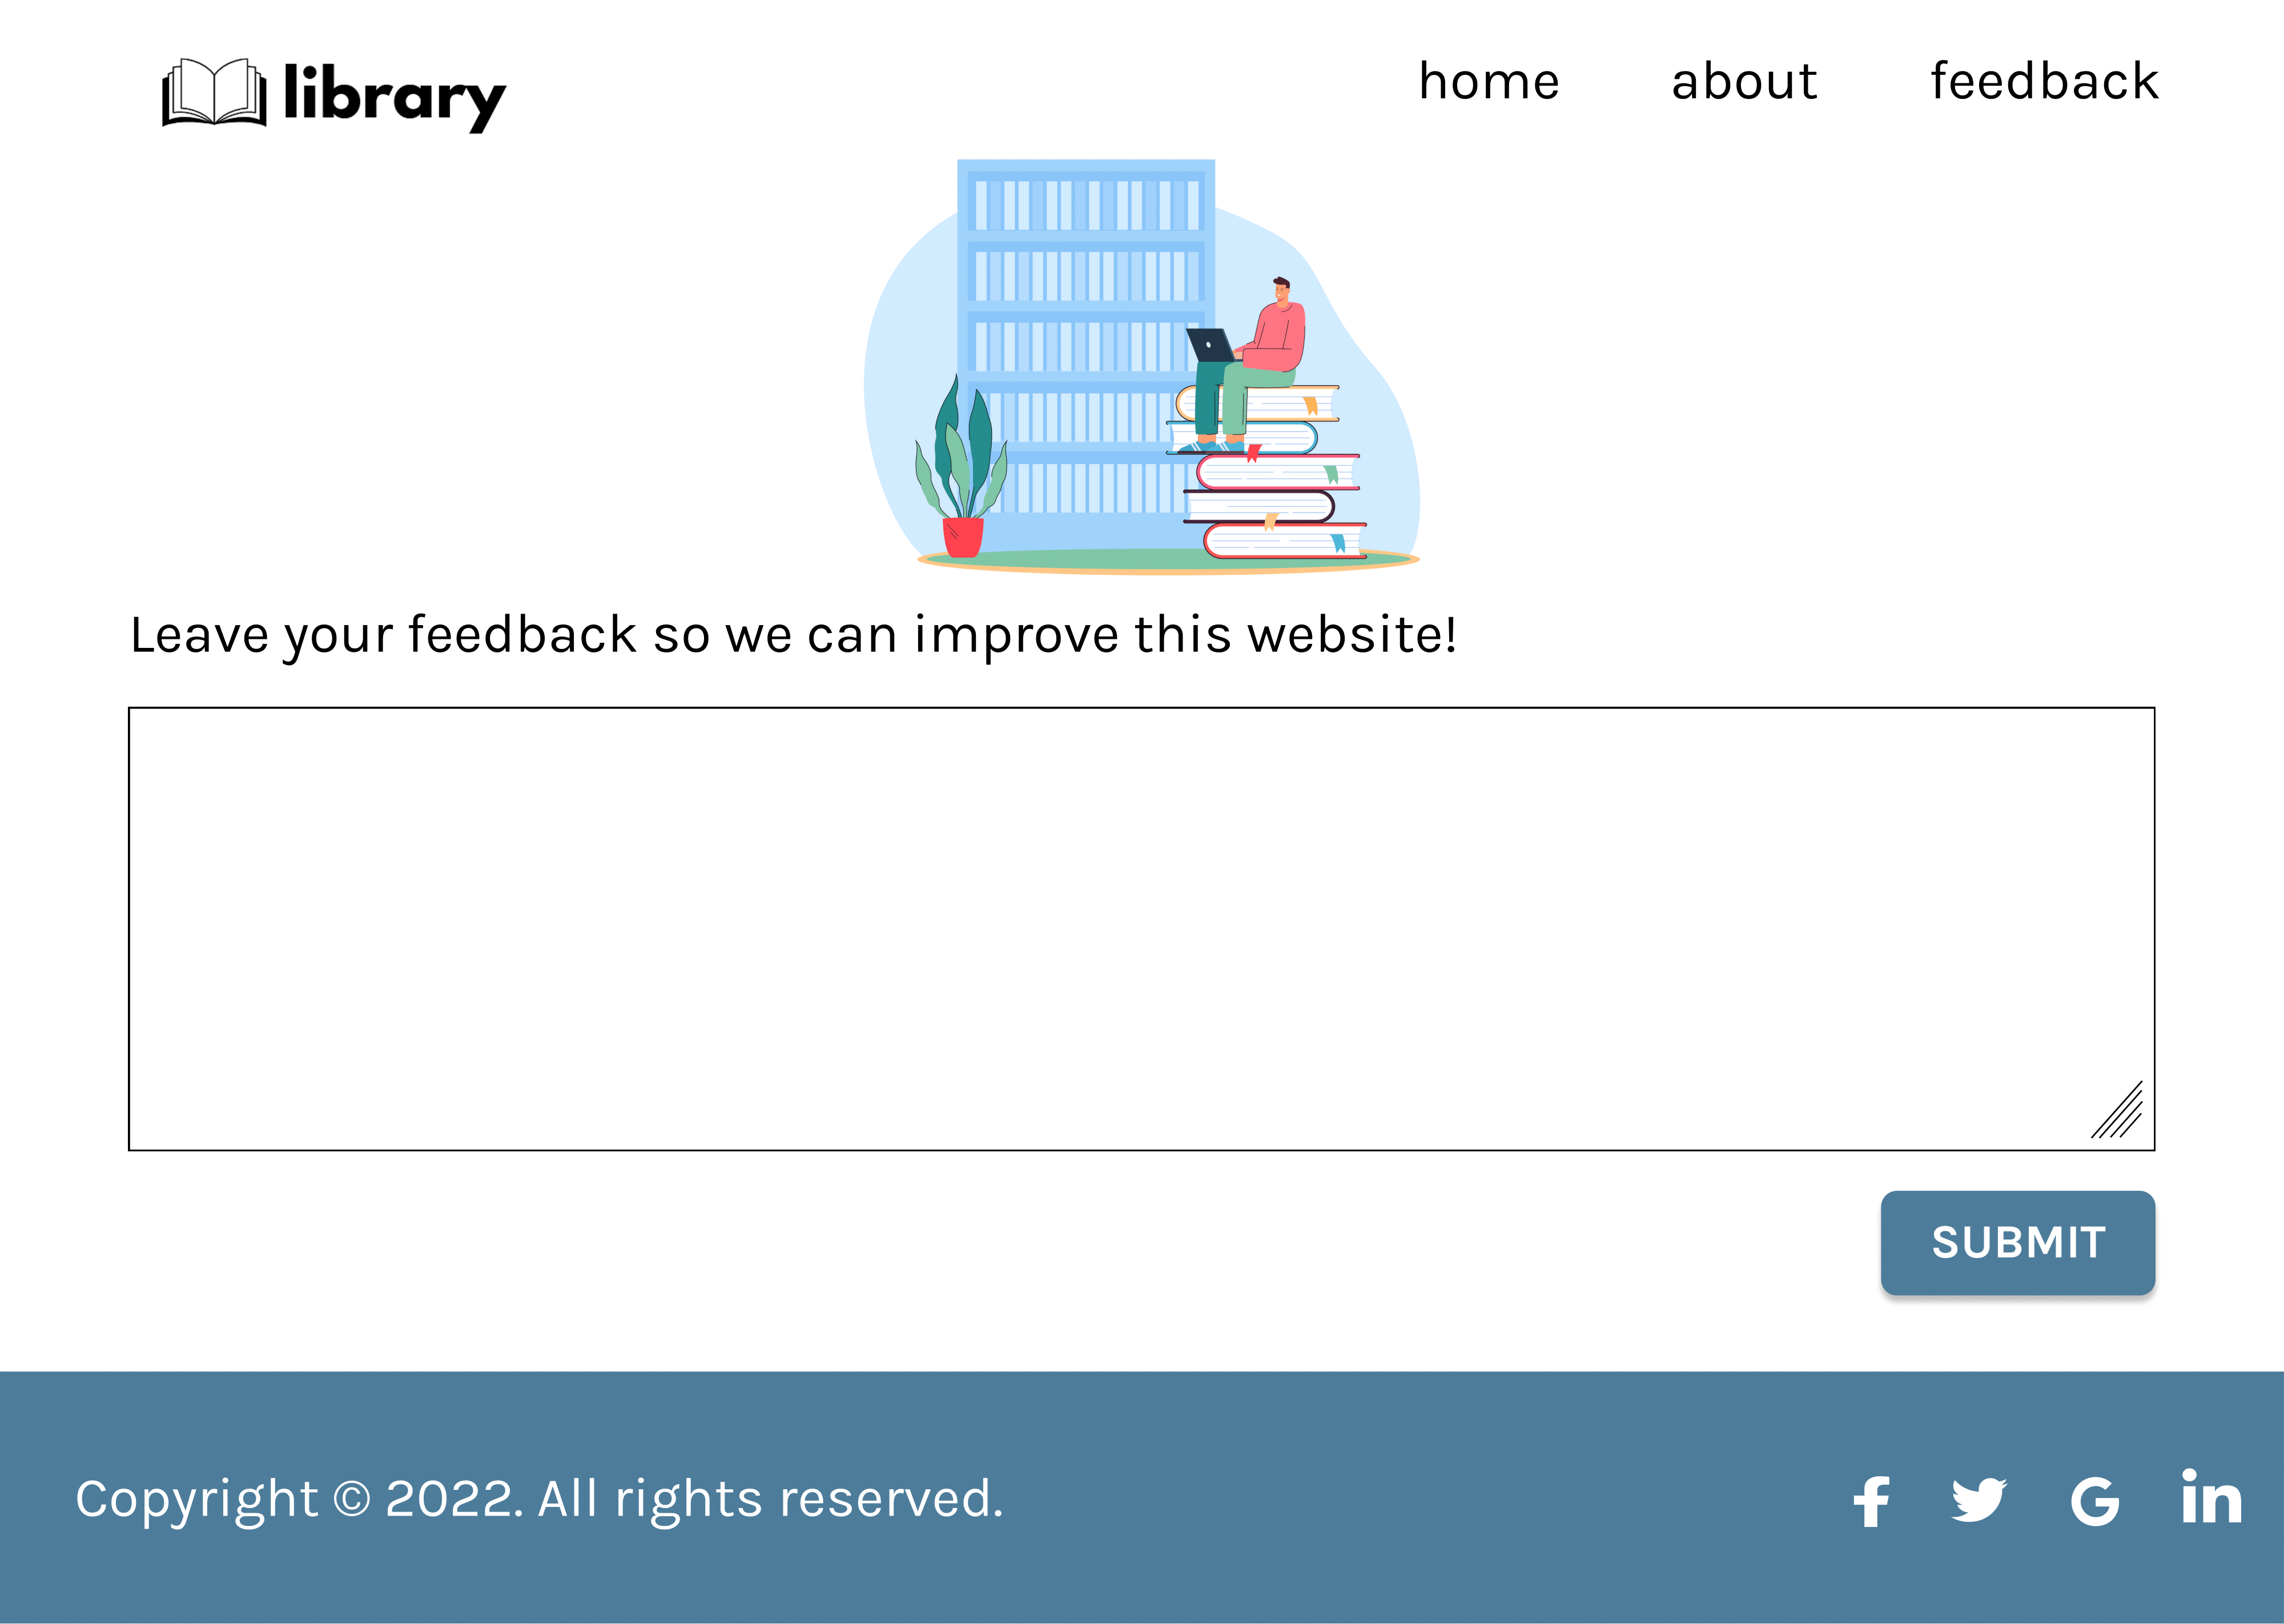 library
home about feedback
Leave your feedback so we can improve this website!
SUBMIT
Copyright © 2022. All rights reserved.